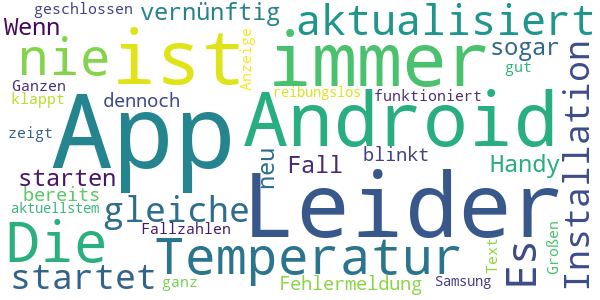 geschlossen
vernünftig
aktualisiert
Wenn
nie
ist
immer
sogar
Anzeige
gut
Ganzen
klappt
dennoch
reibungslos
funktioniert
App
Android
Installation
zeigt
neu
Fall
blinkt
Handy
starten
bereits
aktuellstem
gleiche
Leider
Die
Fallzahlen
Temperatur
Es
Text
Großen
startet
ganz
Fehlermeldung
Samsung